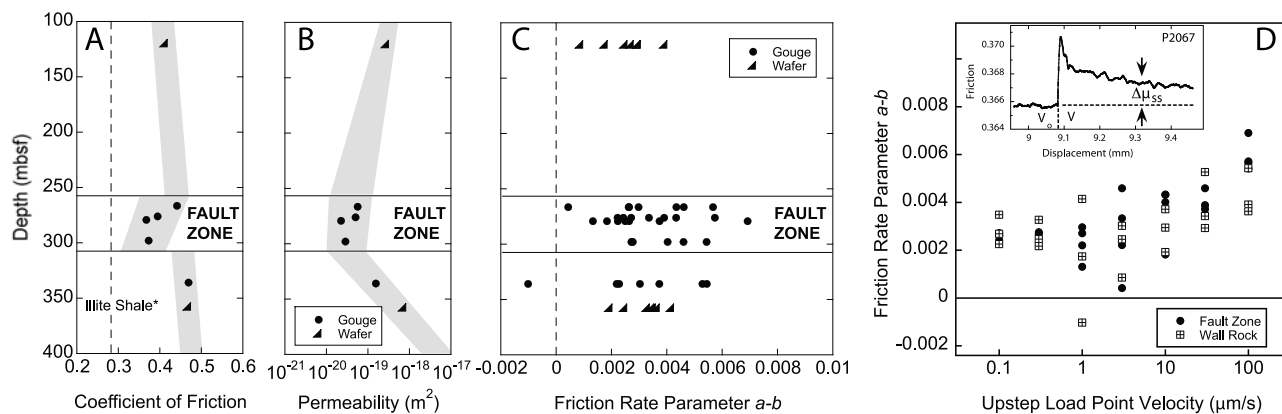 A
B
C
D
Depth (mbsf)
100
150
200
250
300
350
400
FAULT
ZONE
Illite Shale*
0.2
0.3
0.4
0.5
0.6
Coefficient of Friction
FAULT
ZONE
Gouge
Wafer
10⁻²¹
10⁻²⁰
10⁻¹⁹
10⁻¹⁸
10⁻¹⁷
Permeability (m²)
Gouge
Wafer
FAULT
ZONE
-0.002
0
0.002
0.004
0.006
0.008
0.01
Friction Rate Parameter a-b
Friction Rate Parameter a-b
0.008
0.006
0.004
0.002
0
-0.002
P2067
Friction
0.370
0.368
0.366
0.364
Δμss
Vo
V
9
9.1
9.2
9.3
9.4
Displacement (mm)
Fault Zone
Wall Rock
0.1
1
10
100
Upstep Load Point Velocity (μm/s)